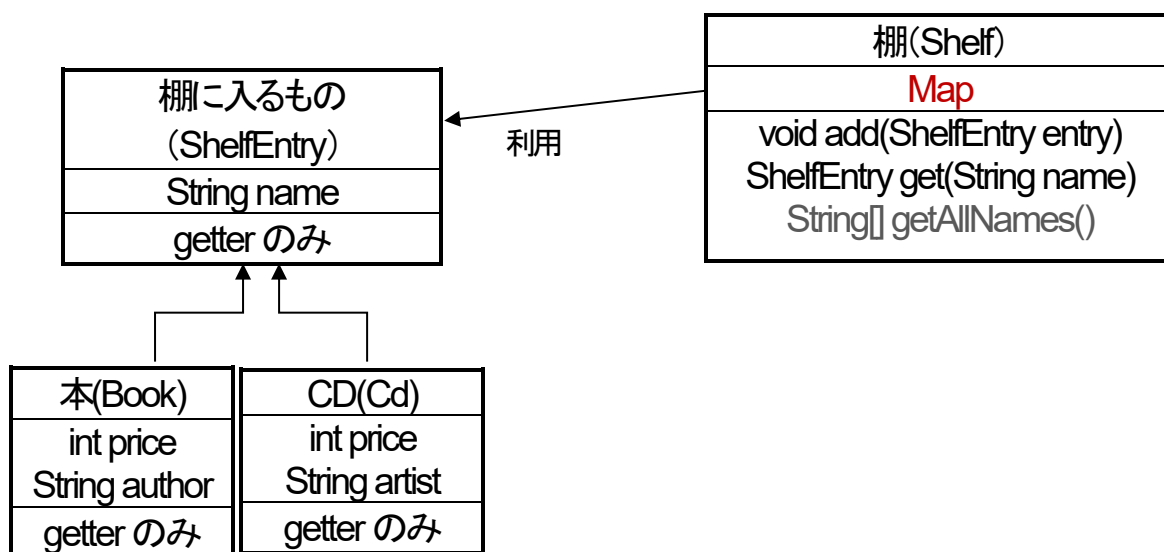 棚に入るもの
（ShelfEntry）
String name
getter のみ
利用
棚（Shelf）
Map
void add(ShelfEntry entry)
ShelfEntry get(String name)
String[] getAllNames()
本(Book)
int price
String author
getter のみ
CD(Cd)
int price
String artist
getter のみ